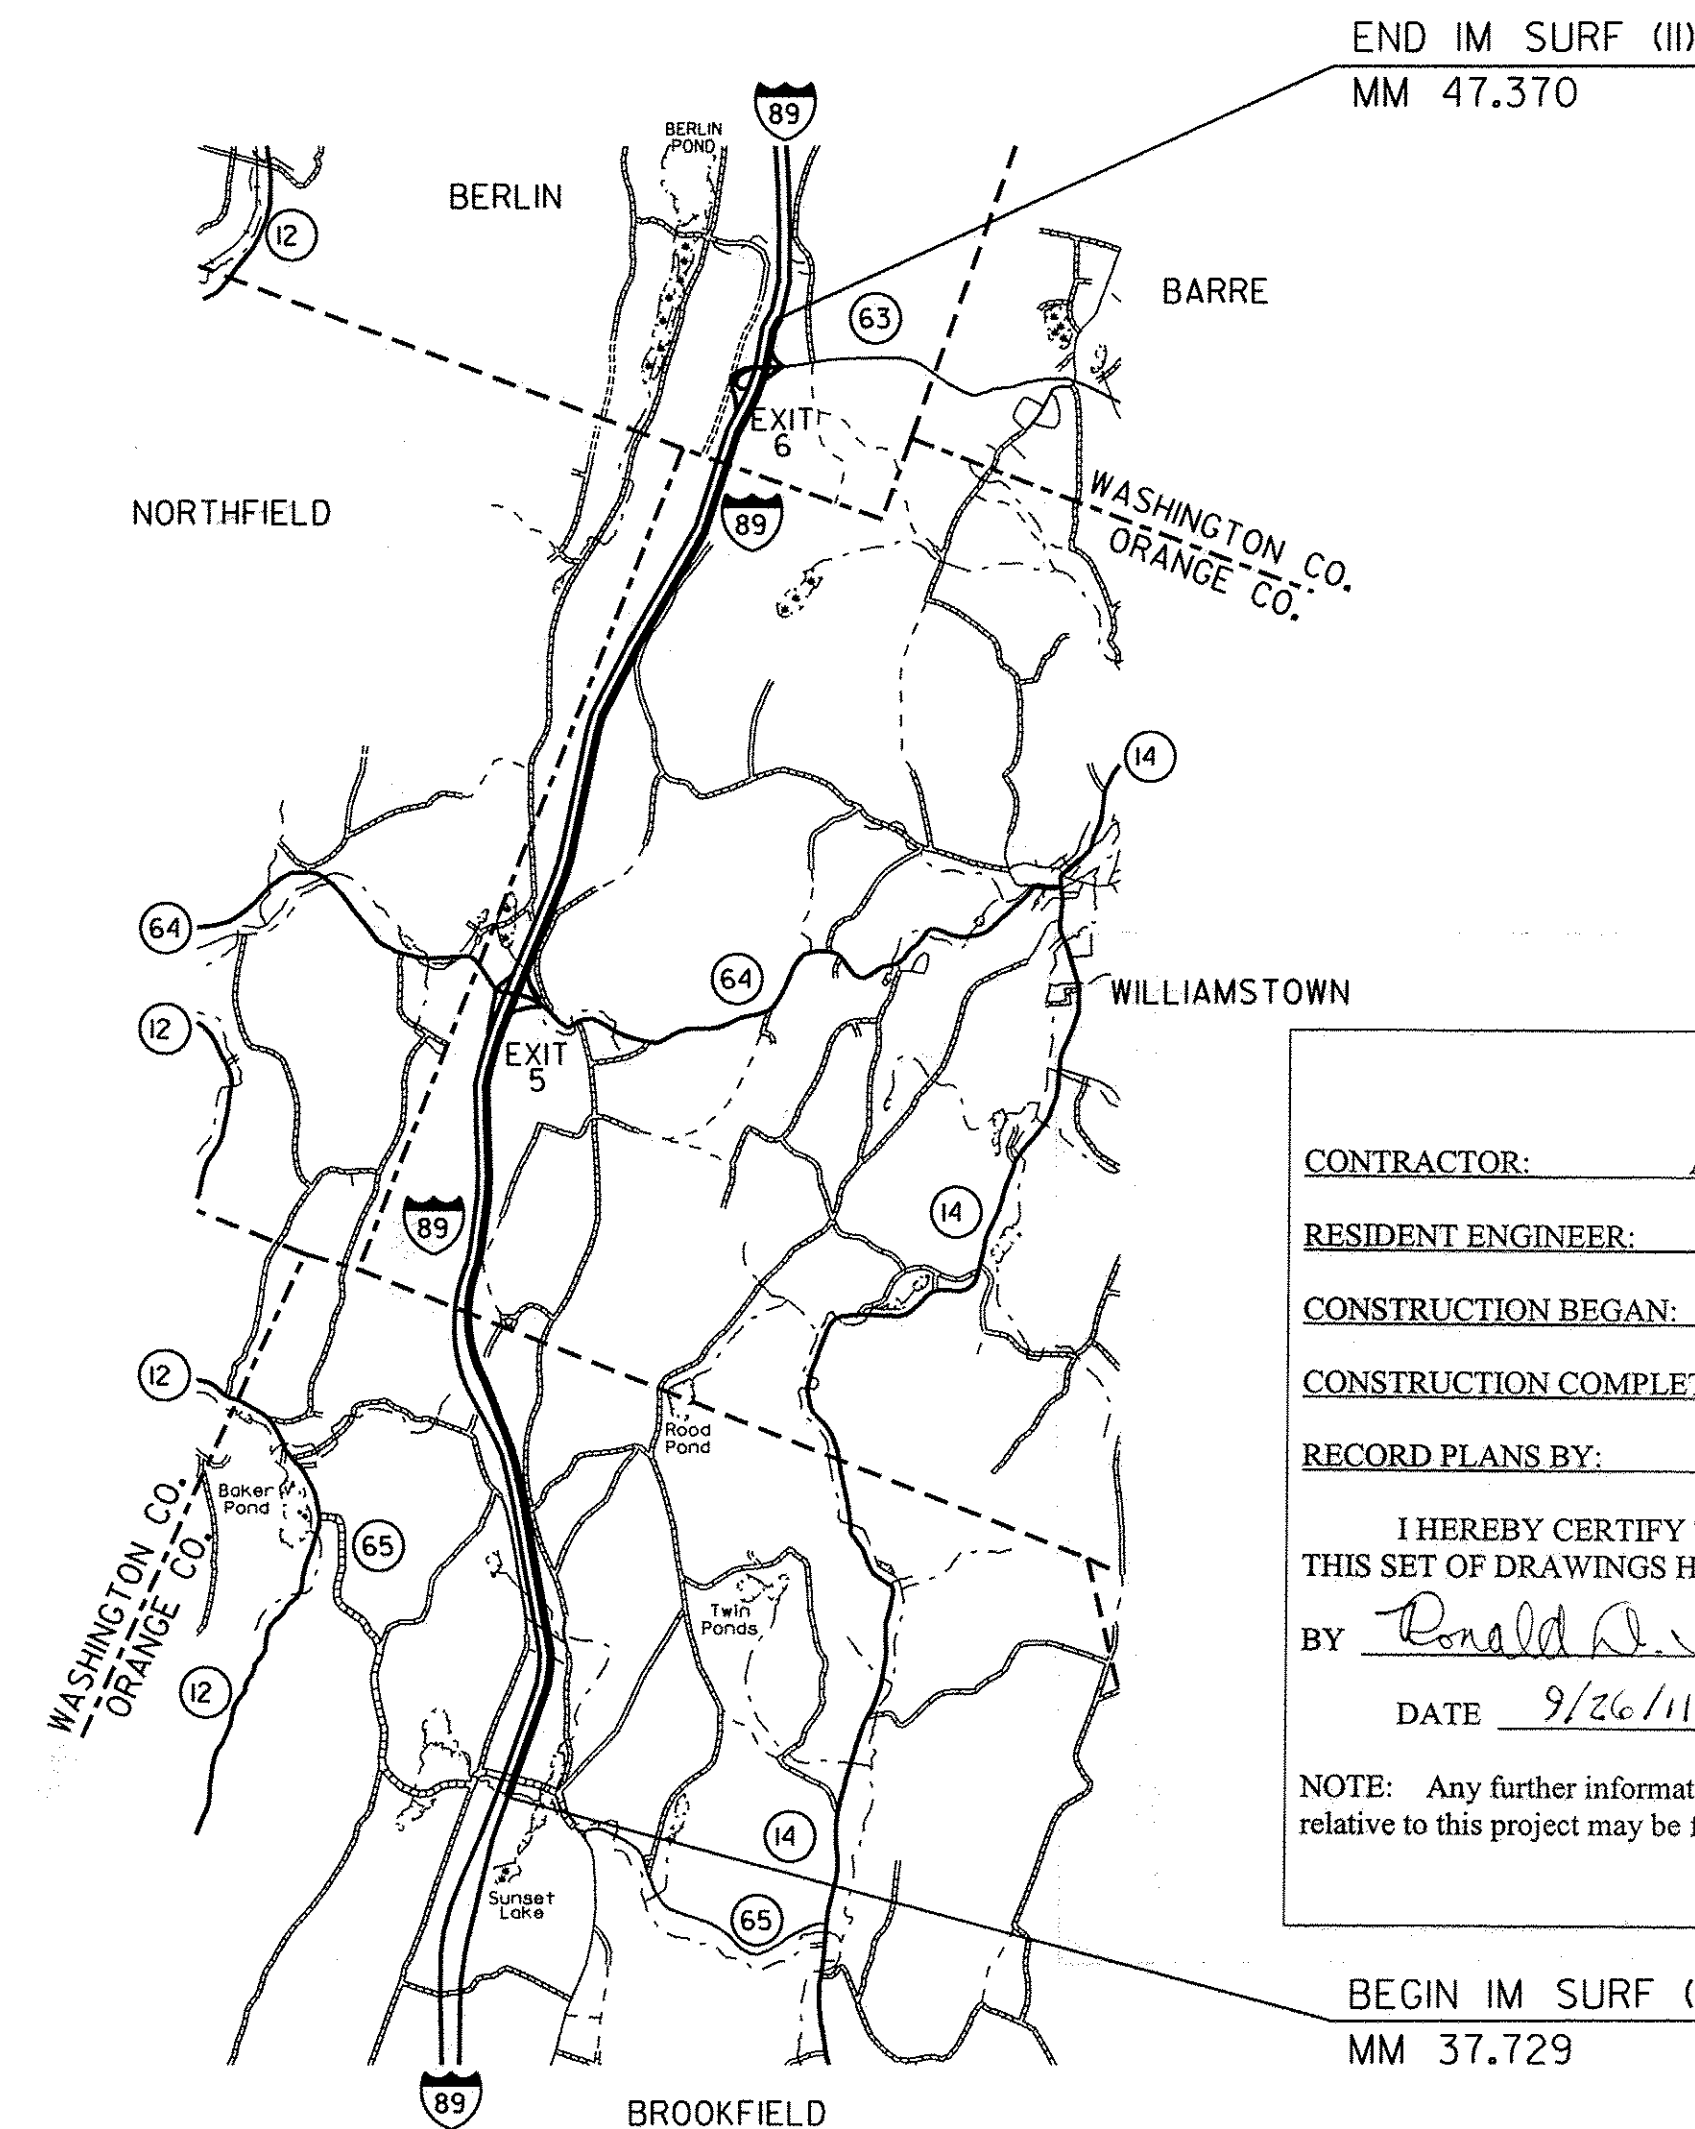 END IM SURF (11)
MM 47.370
89
BERLIN
POND
BERLIN
12
BARRE
63
EXIT
6
NORTHFIELD
89
WASHINGTON CO.
ORANGE CO.
14
64
64
WILLIAMSTOWN
12
EXIT
5
CONTRACTOR:
RESIDENT ENGINEER:
CONSTRUCTION BEGAN:
CONSTRUCTION COMPLET
RECORD PLANS BY:
I HEREBY CERTIFY
THIS SET OF DRAWINGS H
BY Ronald D.
DATE 9/26/11
NOTE: Any further informat
relative to this project may be f
14
89
12
Rood
Pond
Baker
Pond
65
WASHINGTON CO.
ORANGE CO.
Twin
Ponds
12
14
Sunset
Lake
65
BEGIN IM SURF (
MM 37.729
89
BROOKFIELD